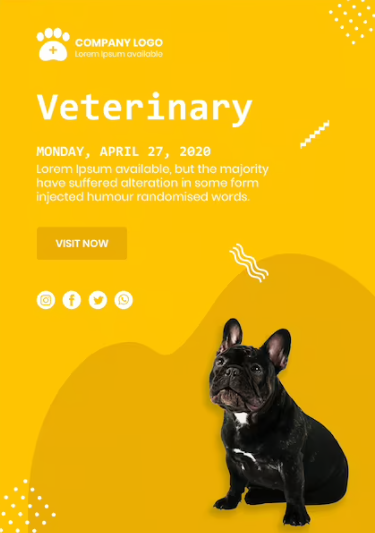 COMPANY LOGO
Lorem Ipsum available
Veterinary
MONDAY, APRIL 27, 2020
Lorem Ipsum available, but the majority
have suffered alteration in some form
injected humour randomised words.
VISIT NOW